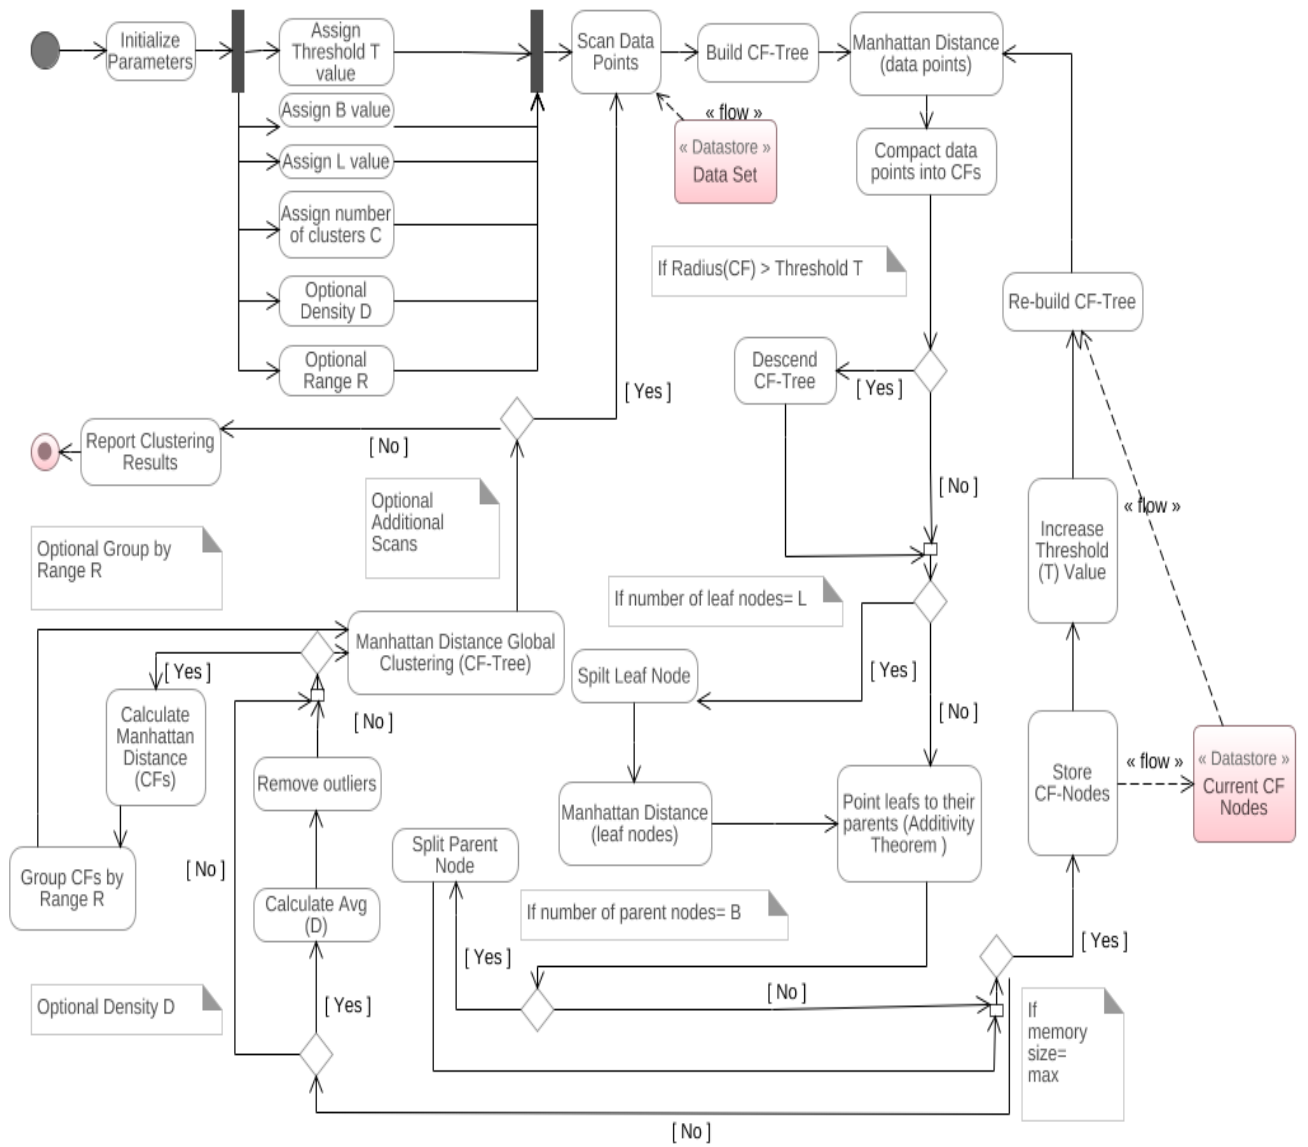 Initialize
Parameters
Assign
Threshold T
value
Assign B value
Assign L value
Assign number
of clusters C
Optional
Density D
Optional
Range R
Scan Data
Points
Build CF-Tree
Manhattan Distance
(data points)
« flow »
« Datastore »
Data Set
Compact data
points into CFs
If Radius(CF) > Threshold T
Re-build CF-Tree
Descend
CF-Tree
[ Yes ]
[ Yes ]
[ No ]
Report Clustering
Results
[ No ]
Optional
Additional
Scans
« flow »
Increase
Threshold
(T) Value
Optional Group by
Range R
If number of leaf nodes= L
Manhattan Distance Global
Clustering (CF-Tree)
Spilt Leaf Node
[ Yes ]
[ Yes ]
[ No ]
[ No ]
Calculate
Manhattan
Distance
(CFs)
Remove outliers
Store
CF-Nodes
« flow »
« Datastore »
Current CF
Nodes
Manhattan Distance
(leaf nodes)
Point leafs to their
parents (Additivity
Theorem )
Split Parent
Node
[ No ]
Group CFs by
Range R
Calculate Avg
(D)
If number of parent nodes= B
[ Yes ]
[ Yes ]
[ No ]
Optional Density D
[ Yes ]
If
memory
size=
max
[ No ]